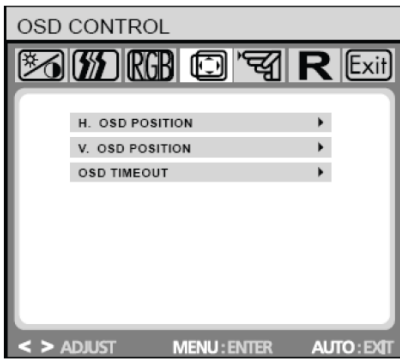 OSD CONTROL
RGB R Exit
H. OSD POSITION
V. OSD POSITION
OSD TIMEOUT
< > ADJUST MENU : ENTER AUTO : EXIT